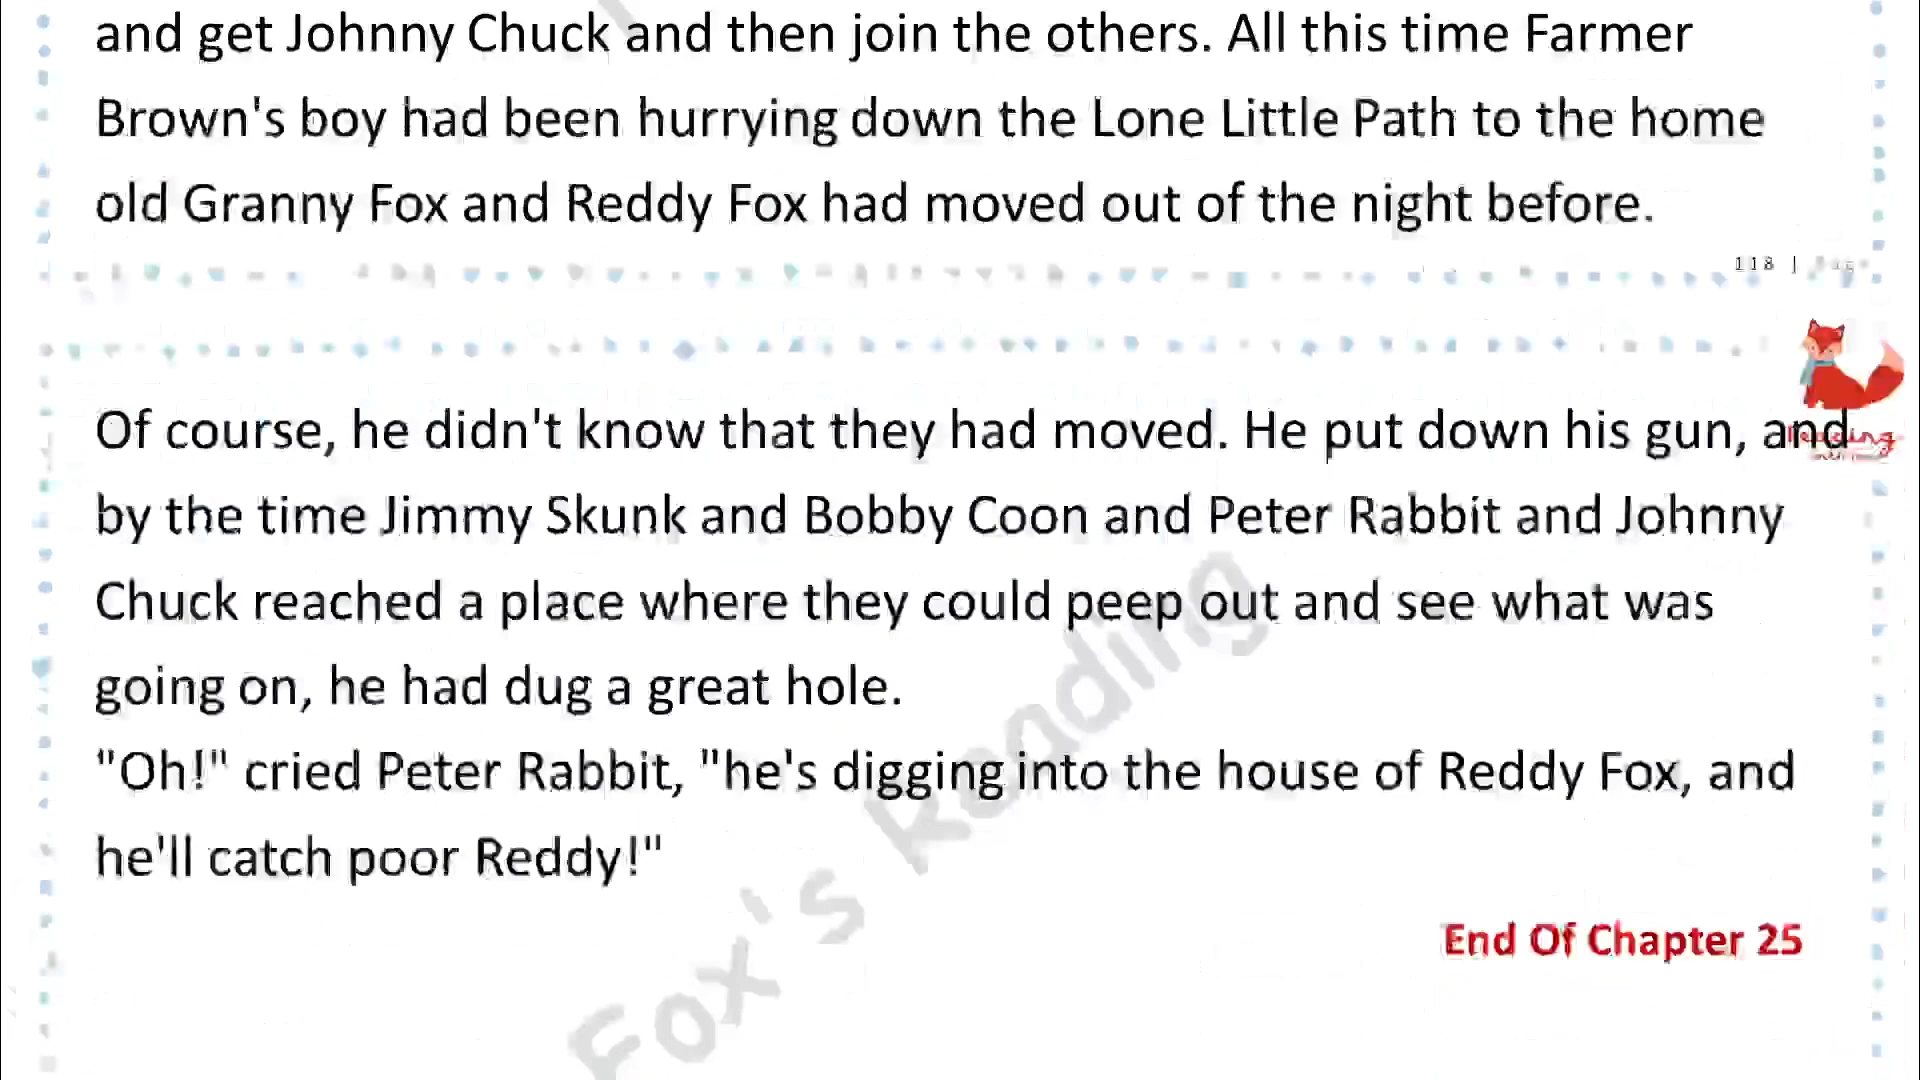 and get Johnny Chuck and then join the others. All this time Farmer
Brown's boy had been hurrying down the Lone Little Path to the home
old Granny Fox and Reddy Fox had moved out of the night before.
118 |
Of course, he didn't know that they had moved. He put down his gun, and
Reading
by the time Jimmy Skunk and Bobby Coon and Peter Rabbit and Johnny
Chuck reached a place where they could peep out and see what was
going on, he had dug a great hole.
"Oh!" cried Peter Rabbit, "he's digging into the house of Reddy Fox, and
he'll catch poor Reddy!"
End Of Chapter 25
Fox's Reading